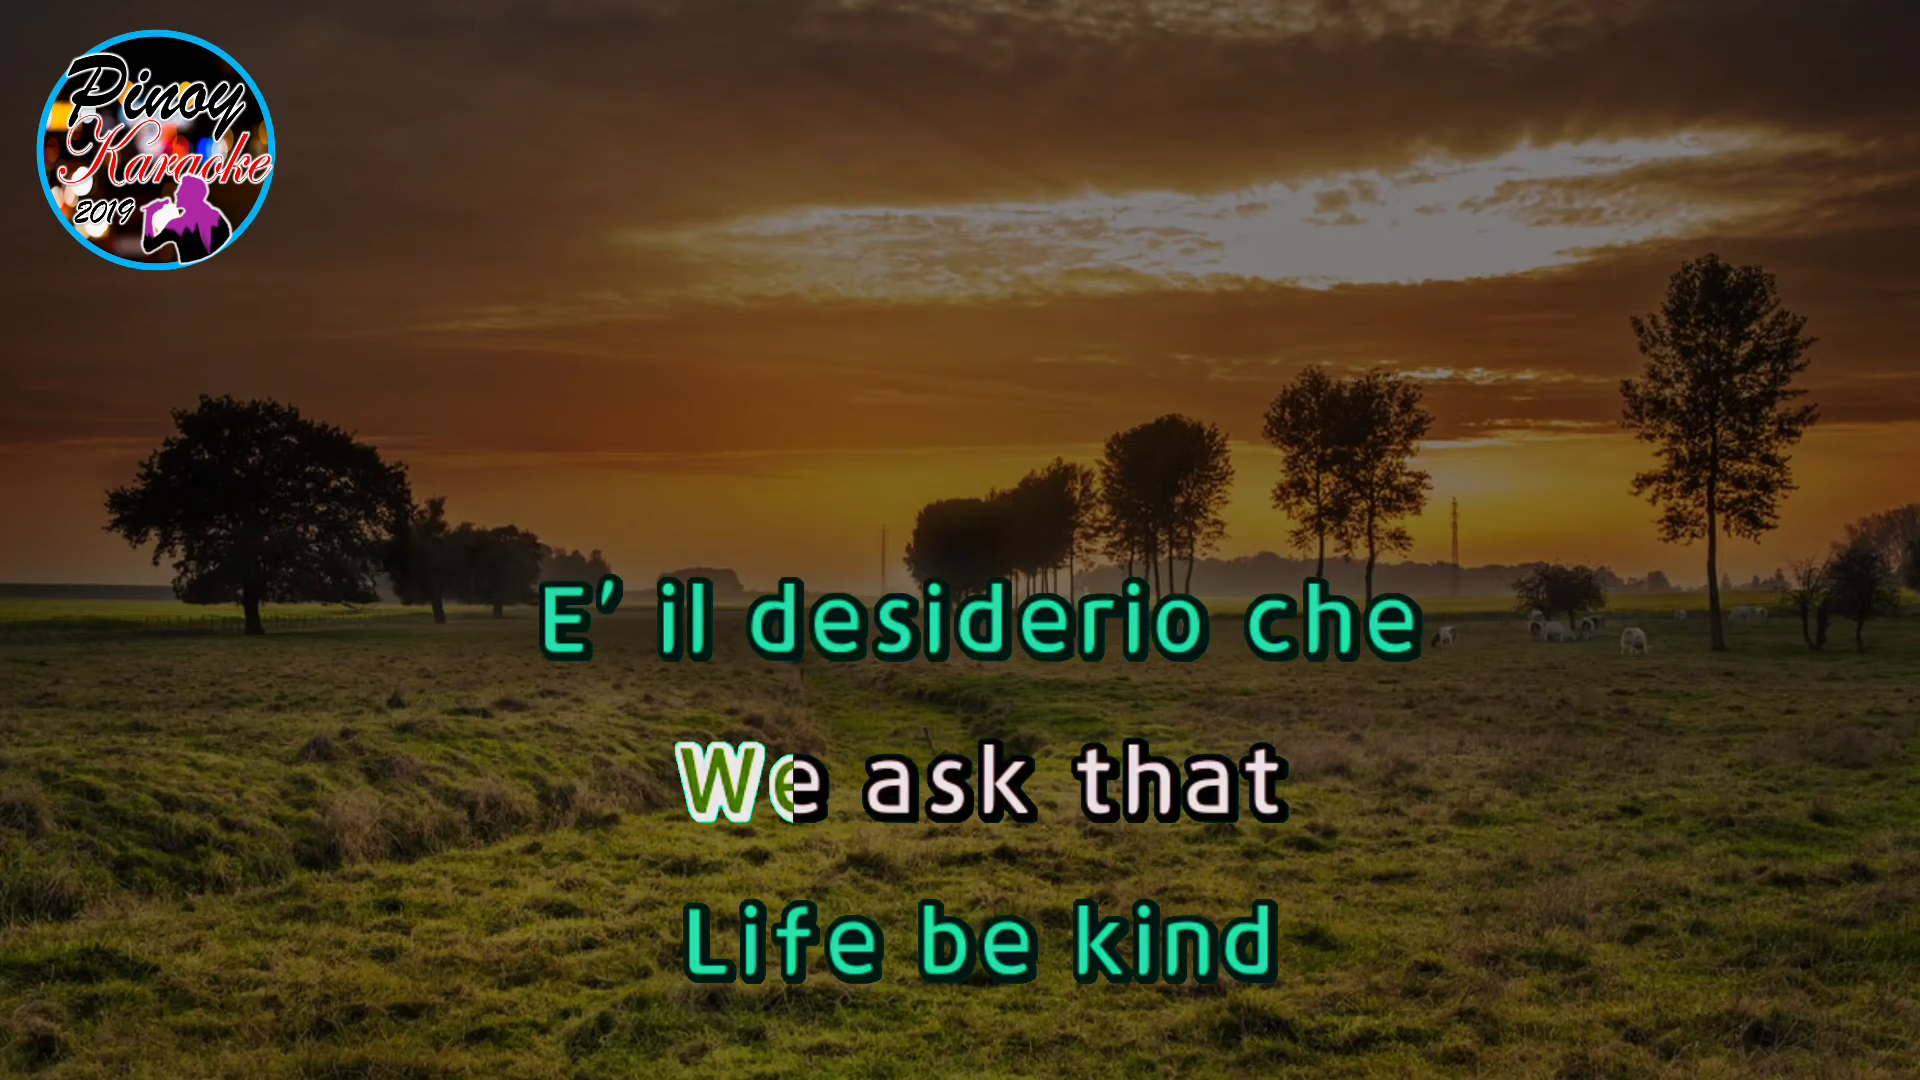 Pinoy
Karaoke
2019
E' il desiderio che
We ask that
Life be kind